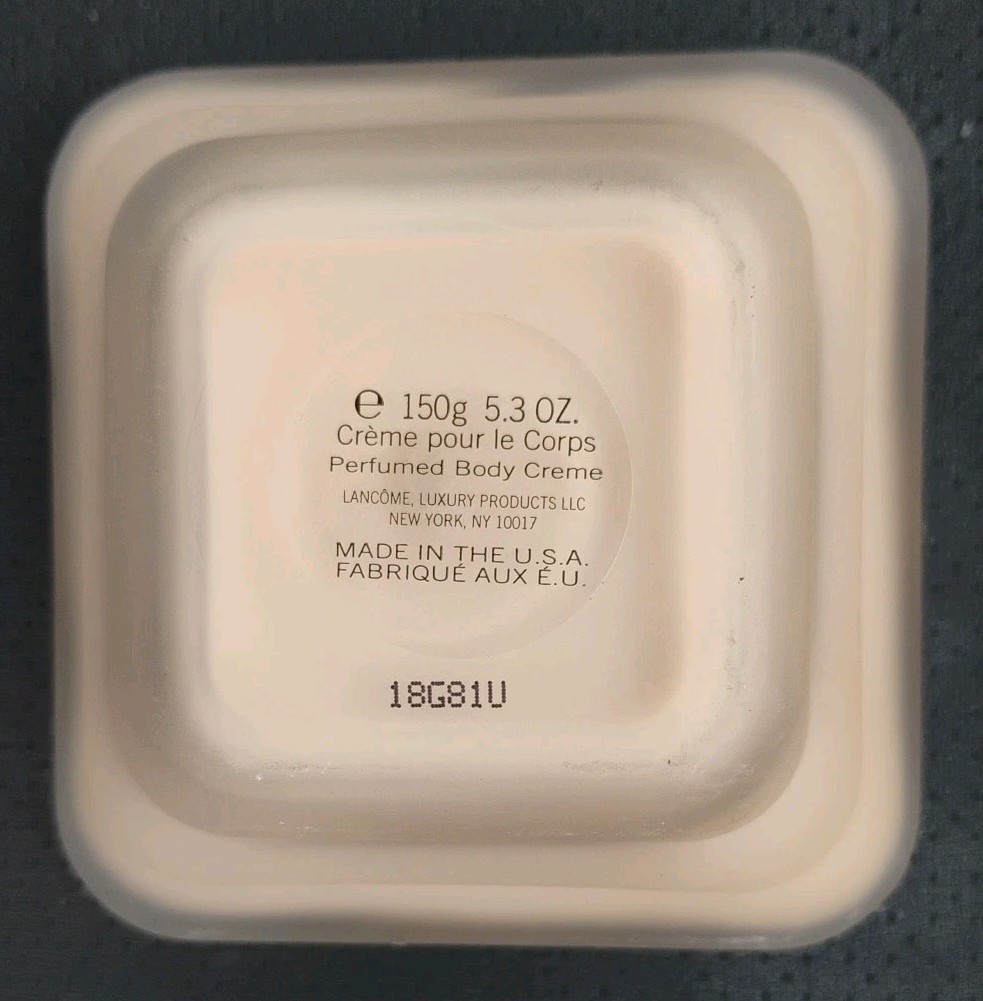 ℮ 150g 5.3 OZ.
Crème pour le Corps
Perfumed Body Creme
LANCÔME, LUXURY PRODUCTS LLC
NEW YORK, NY 10017
MADE IN THE U.S.A.
FABRIQUÉ AUX É.U.
18G81U